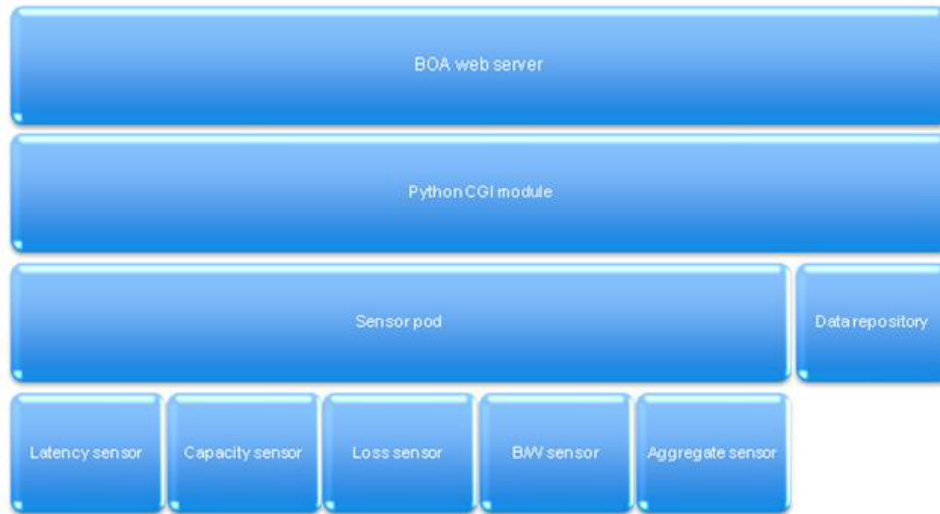 BOA web server
Python CGI module
Sensor pod
Data repository
Latency sensor
Capacity sensor
Loss sensor
B/W sensor
Aggregate sensor